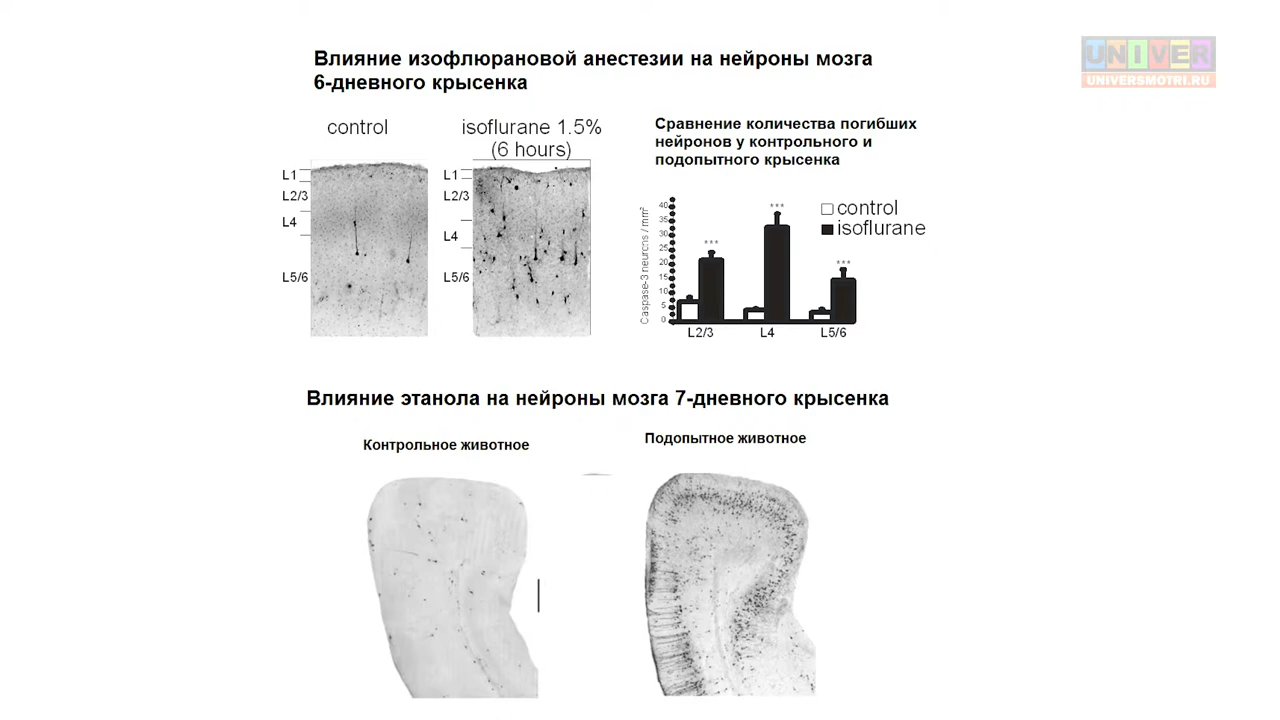 UNIVER
UNIVERSMOTRI.RU
Влияние изофлюрановой анестезии на нейроны мозга
6-дневного крысенка
control
isoflurane 1.5%
(6 hours)
L1
L2/3
L4
L5/6
L1
L2/3
L4
L5/6
Сравнение количества погибших
нейронов у контрольного и
подопытного крысенка
Caspase-3 neurons / mm²
40
35
30
25
20
15
10
5
0
***
***
***
control
isoflurane
L2/3
L4
L5/6
Влияние этанола на нейроны мозга 7-дневного крысенка
Контрольное животное
Подопытное животное